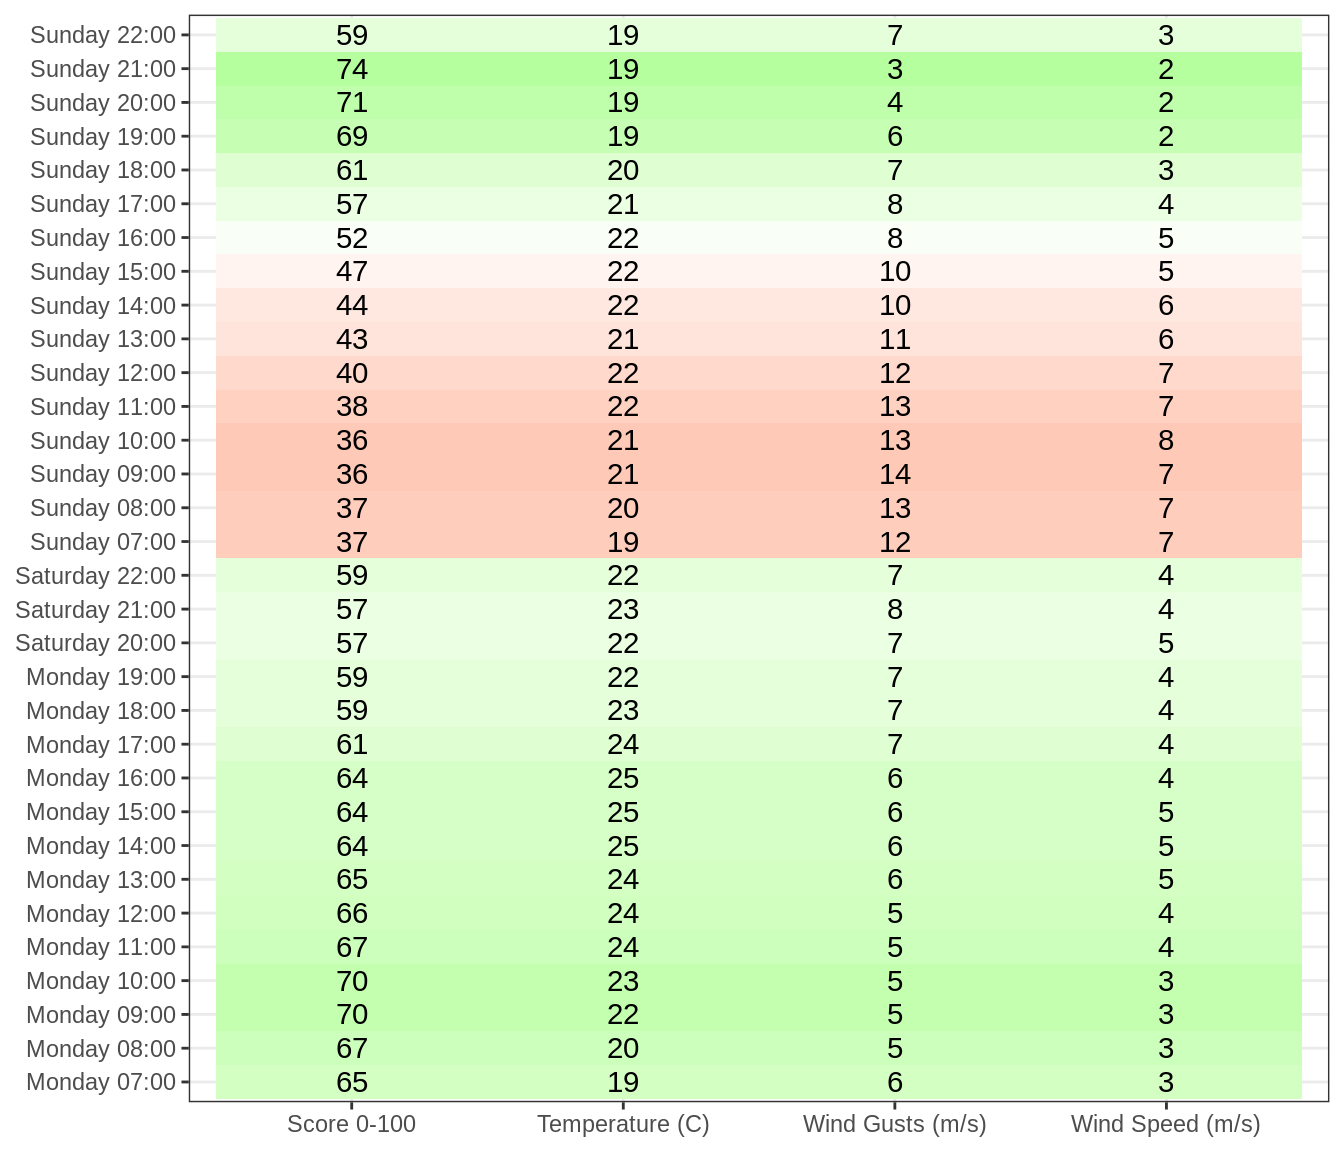 Sunday 22:00 59 19 7 3
Sunday 21:00 74 19 3 2
Sunday 20:00 71 19 4 2
Sunday 19:00 69 19 6 2
Sunday 18:00 61 20 7 3
Sunday 17:00 57 21 8 4
Sunday 16:00 52 22 8 5
Sunday 15:00 47 22 10 5
Sunday 14:00 44 22 10 6
Sunday 13:00 43 21 11 6
Sunday 12:00 40 22 12 7
Sunday 11:00 38 22 13 7
Sunday 10:00 36 21 13 8
Sunday 09:00 36 21 14 7
Sunday 08:00 37 20 13 7
Sunday 07:00 37 19 12 7
Saturday 22:00 59 22 7 4
Saturday 21:00 57 23 8 4
Saturday 20:00 57 22 7 5
Monday 19:00 59 22 7 4
Monday 18:00 59 23 7 4
Monday 17:00 61 24 7 4
Monday 16:00 64 25 6 4
Monday 15:00 64 25 6 5
Monday 14:00 64 25 6 5
Monday 13:00 65 24 6 5
Monday 12:00 66 24 5 4
Monday 11:00 67 24 5 4
Monday 10:00 70 23 5 3
Monday 09:00 70 22 5 3
Monday 08:00 67 20 5 3
Monday 07:00 65 19 6 3
Score 0-100 Temperature (C) Wind Gusts (m/s) Wind Speed (m/s)